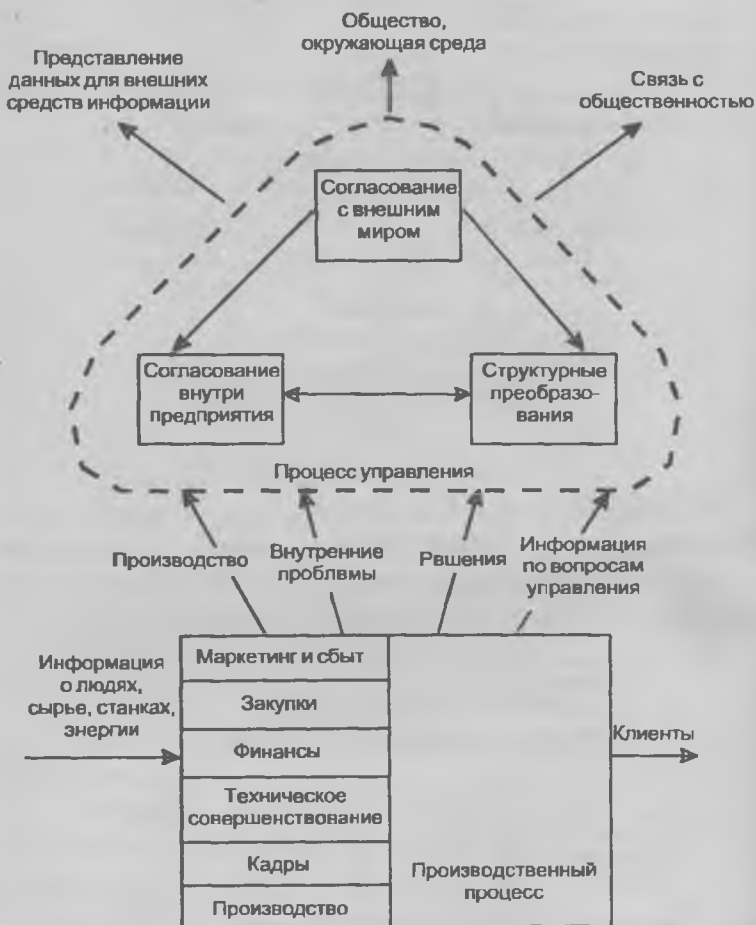 Общество,
окружающая среда
Представление
данных для внешних
средств информации
Связь с
общественностью
Согласование
с внешним
миром
Согласование
внутри
предприятия
Структурные
преобразо-
вания
Процесс управления
Производство
Внутренние
проблвмы
Рвшения
Информация
по вопросам
управления
Информация
о людях,
сырье, станках,
энергии
Маркетинг и сбыт
Закупки
Финансы
Техническое
совершенствование
Кадры
Производство
Производственный
процесс
Клиенты